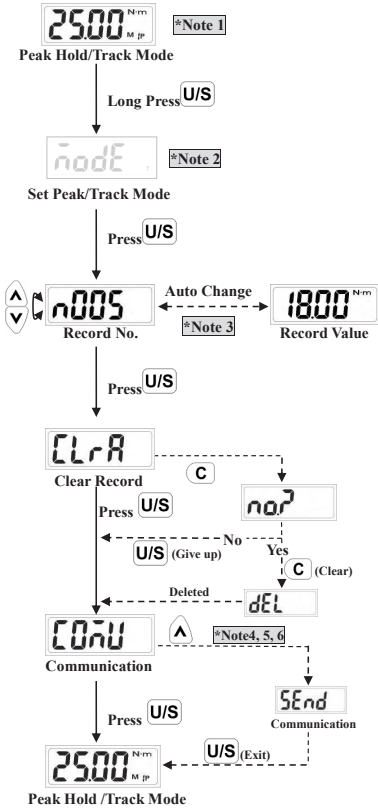 25.00 N·m M P *Note 1
Peak Hold/Track Mode
Long Press U/S
modE *Note 2
Set Peak/Track Mode
Press U/S
n005 Auto Change 18.00 N·m
*Note 3
Record No. Record Value
Press U/S
CLrA
Clear Record C
Press U/S no.?
No Yes
U/S (Give up) C (Clear)
Deleted dEL
COmU *Note4, 5, 6
Communication
SEnd
Communication
Press U/S
U/S (Exit)
25.00 N·m M P
Peak Hold /Track Mode